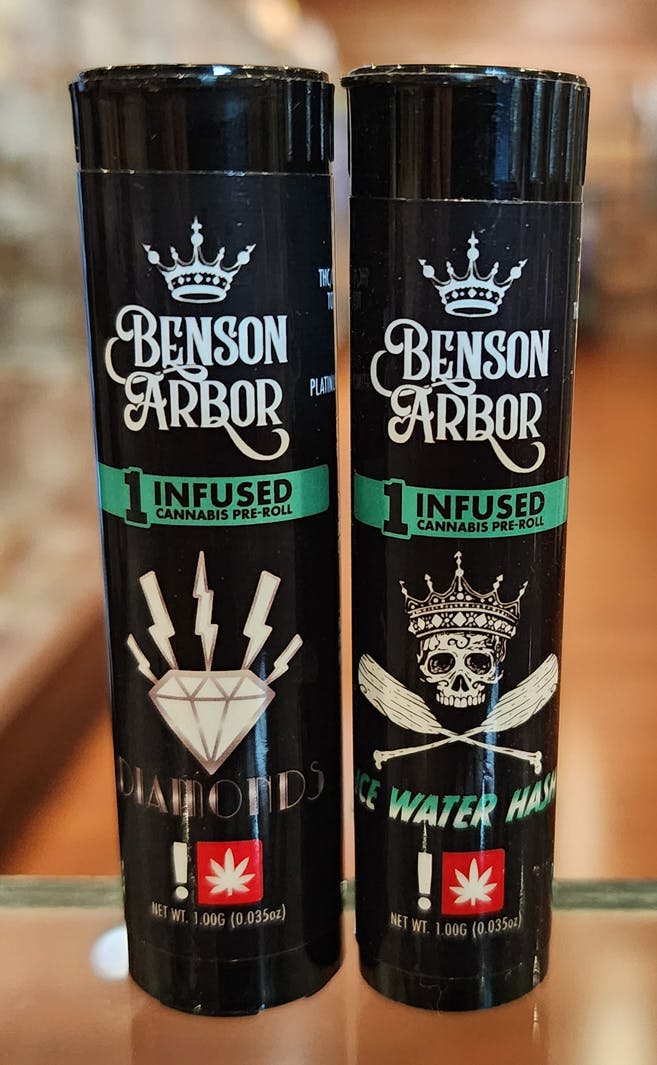 BENSON
ARBOR
1 INFUSED
CANNABIS PRE-ROLL
DIAMONDS
!
NET WT. 1.00G (0.035oz)
BENSON
ARBOR
1 INFUSED
CANNABIS PRE-ROLL
ICE WATER HASH
!
NET WT. 1.00G (0.035oz)